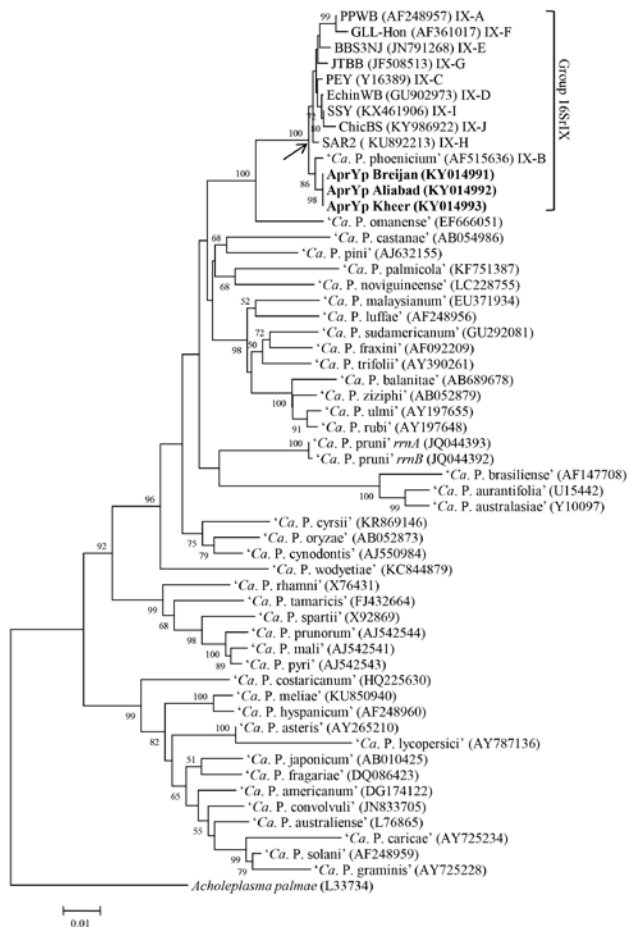 PPWB (AF248957) IX-A
99
GLL-Hon (AF361017) IX-F
BBS3NJ (JN791268) IX-E
JTBB (JF508513) IX-G
PEY (Y16389) IX-C
EchinWB (GU902973) IX-D
SSY (KX461906) IX-I
72
80
ChicBS (KY986922) IX-J
100
SAR2 ( KU892213) IX-H
Group 16SrIX
‘Ca. P. phoenicium’ (AF515636) IX-B
AprYp Breijan (KY014991)
100
86
AprYp Aliabad (KY014992)
98
AprYp Kheer (KY014993)
‘Ca. P. omanense’ (EF666051)
68
‘Ca. P. castanae’ (AB054986)
‘Ca. P. pini’ (AJ632155)
‘Ca. P. palmicola’ (KF751387)
68
‘Ca. P. noviguineense’ (LC228755)
52
‘Ca. P. malaysianum’ (EU371934)
‘Ca. P. luffae’ (AF248956)
72
‘Ca. P. sudamericanum’ (GU292081)
98
50
‘Ca. P. fraxini’ (AF092209)
‘Ca. P. trifolii’ (AY390261)
‘Ca. P. balanitae’ (AB689678)
100
‘Ca. P. ziziphi’ (AB052879)
‘Ca. P. ulmi’ (AY197655)
91
‘Ca. P. rubi’ (AY197648)
100
‘Ca. P. pruni’ rrnA (JQ044393)
‘Ca. P. pruni’ rrnB (JQ044392)
‘Ca. P. brasiliense’ (AF147708)
100
‘Ca. P. aurantifolia’ (U15442)
99
‘Ca. P. australasiae’ (Y10097)
96
‘Ca. P. cyrsii’ (KR869146)
75
‘Ca. P. oryzae’ (AB052873)
79
‘Ca. P. cynodontis’ (AJ550984)
92
‘Ca. P. wodyetiae’ (KC844879)
‘Ca. P. rhamni’ (X76431)
99
‘Ca. P. tamaricis’ (FJ432664)
68
‘Ca. P. spartii’ (X92869)
98
‘Ca. P. prunorum’ (AJ542544)
100
‘Ca. P. mali’ (AJ542541)
89
‘Ca. P. pyri’ (AJ542543)
‘Ca. P. costaricanum’ (HQ225630)
99
100
‘Ca. P. meliae’ (KU850940)
‘Ca. P. hyspanicum’ (AF248960)
82
100
‘Ca. P. asteris’ (AY265210)
‘Ca. P. lycopersici’ (AY787136)
51
‘Ca. P. japonicum’ (AB010425)
‘Ca. P. fragariae’ (DQ086423)
65
‘Ca. P. americanum’ (DG174122)
‘Ca. P. convolvuli’ (JN833705)
55
‘Ca. P. australiense’ (L76865)
‘Ca. P. caricae’ (AY725234)
99
‘Ca. P. solani’ (AF248959)
79
‘Ca. P. graminis’ (AY725228)
Acholeplasma palmae (L33734)
0.01